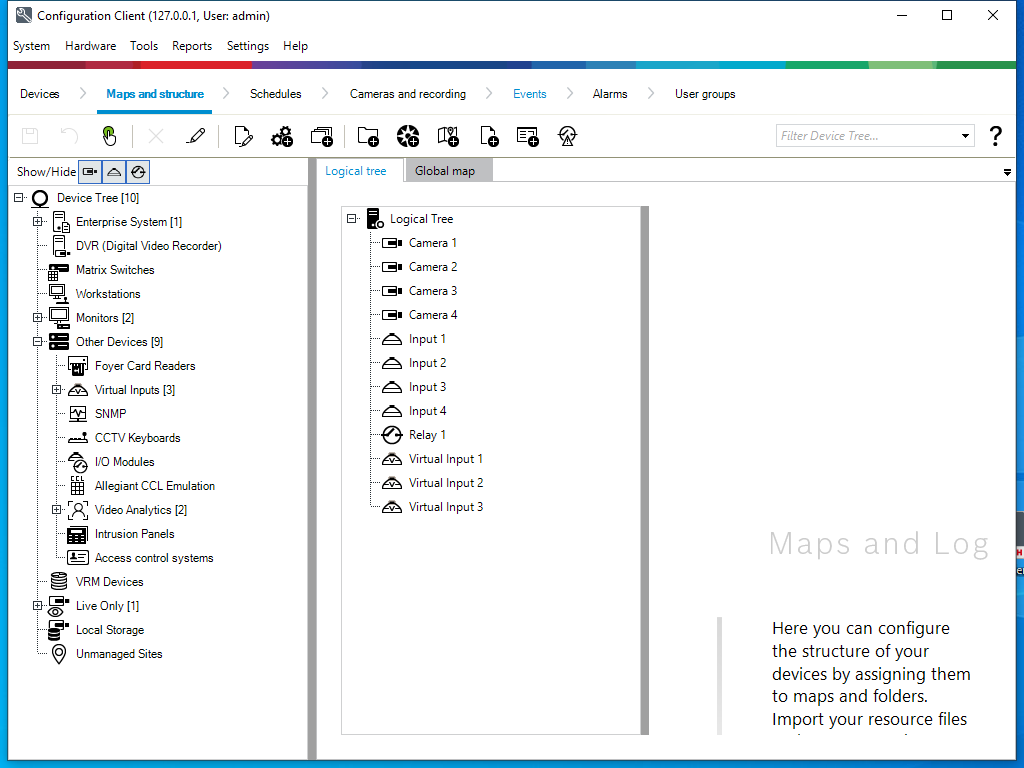 Configuration Client (127.0.0.1, User: admin)
System Hardware Tools Reports Settings Help
Devices Maps and structure Schedules Cameras and recording Events Alarms User groups
Filter Device Tree... ?
Show/Hide
Logical tree Global map
Device Tree [10]
Enterprise System [1]
DVR (Digital Video Recorder)
Matrix Switches
Workstations
Monitors [2]
Other Devices [9]
Foyer Card Readers
Virtual Inputs [3]
SNMP
CCTV Keyboards
I/O Modules
CCL
Allegiant CCL Emulation
Video Analytics [2]
Intrusion Panels
Access control systems
VRM Devices
Live Only [1]
Local Storage
Unmanaged Sites
Logical Tree
Camera 1
Camera 2
Camera 3
Camera 4
Input 1
Input 2
Input 3
Input 4
Relay 1
Virtual Input 1
Virtual Input 2
Virtual Input 3
Maps and Log
Here you can configure
the structure of your
devices by assigning them
to maps and folders.
Import your resource files